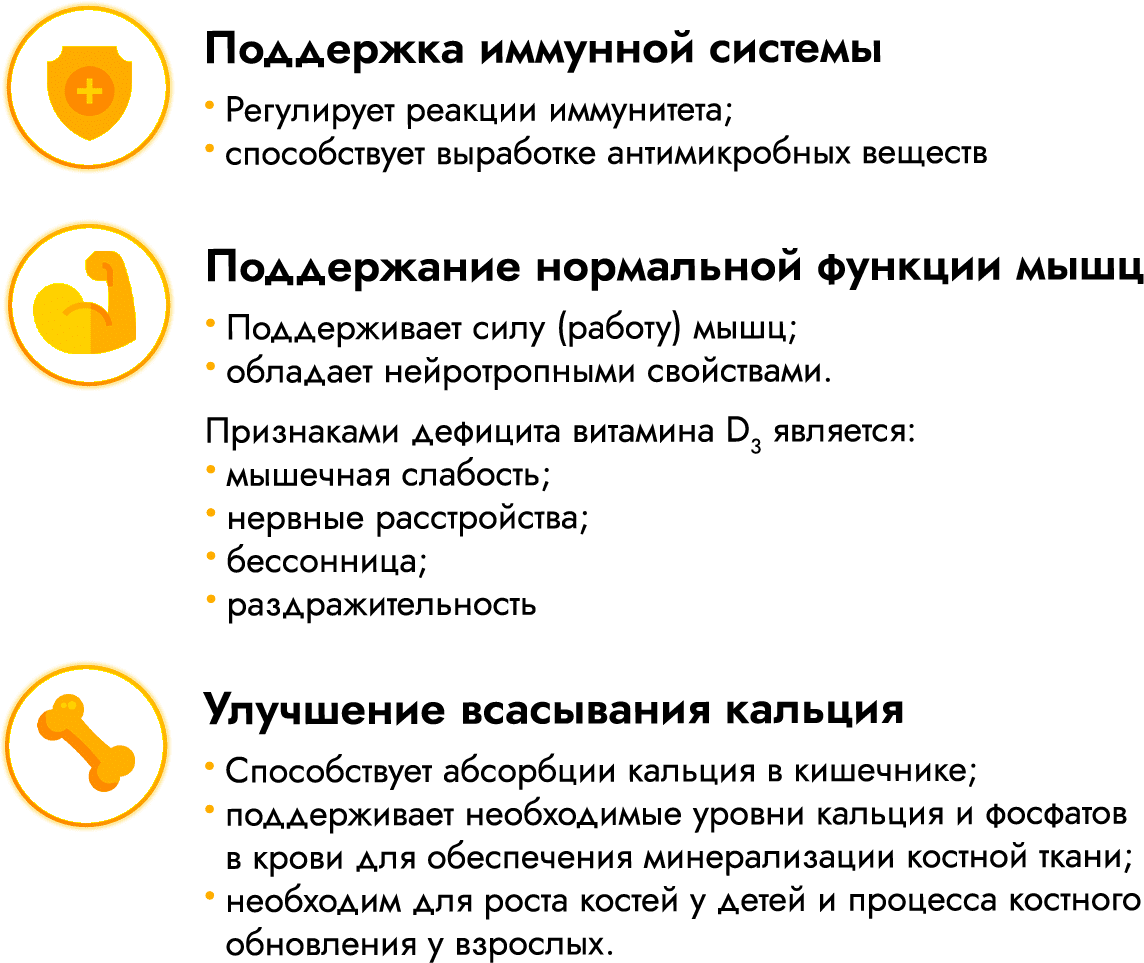 Поддержка иммунной системы
• Регулирует реакции иммунитета;
• способствует выработке антимикробных веществ
Поддержание нормальной функции мышц
• Поддерживает силу (работу) мышц;
• обладает нейротропными свойствами.
Признаками дефицита витамина D₃ является:
• мышечная слабость;
• нервные расстройства;
• бессонница;
• раздражительность
Улучшение всасывания кальция
• Способствует абсорбции кальция в кишечнике;
• поддерживает необходимые уровни кальция и фосфатов
в крови для обеспечения минерализации костной ткани;
• необходим для роста костей у детей и процесса костного
обновления у взрослых.